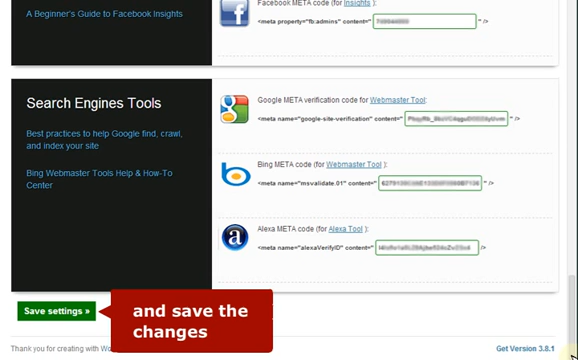 A Beginner's Guide to Facebook Insights
Facebook META code (for Insights ):
<meta property="fb:admins" content=" " />
Search Engines Tools
Best practices to help Google find, crawl,
and index your site
Bing Webmaster Tools Help & How-To
Center
Google META verification code for Webmaster Tool:
<meta name="google-site-verification" content=" " />
Bing META code (for Webmaster Tool ):
<meta name="msvalidate.01" content=" " />
Alexa META code (for Alexa Tool ):
<meta name="alexaVerifyID" content=" " />
a
Save settings »
and save the
changes
Thank you for creating with
Get Version 3.8.1